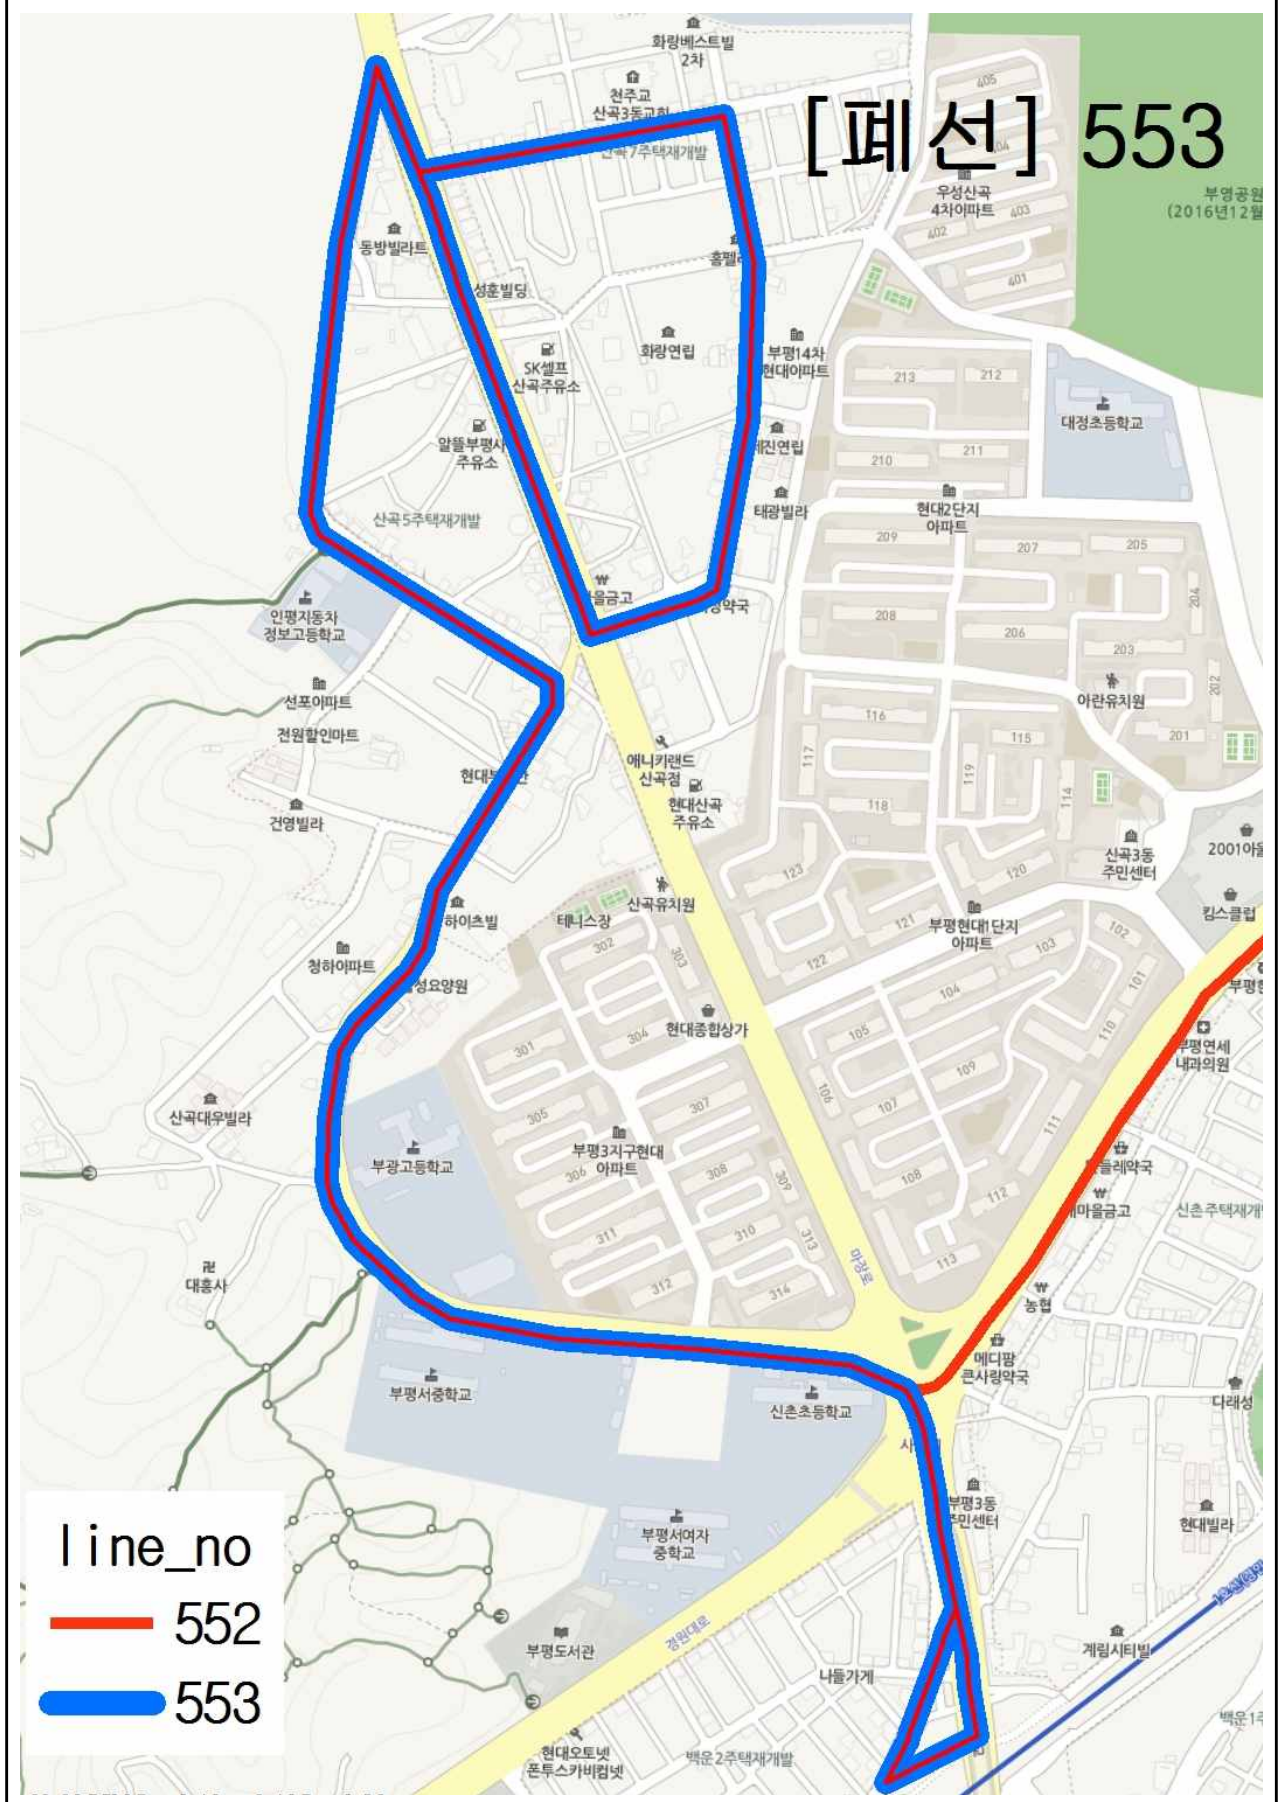 화랑베스트빌
2차
천주교
산곡3동교회
[폐선] 553
산곡7주택재개발
405
우성산곡
4차아파트
404
403
402
401
부영공원
(2016년12월
동방빌라트
홈펠
성훈빌딩
화랑연립
SK셀프
산곡주유소
부평14차
현대아파트
213
212
대정초등학교
알뜰부평
주유소
211
210
태광빌라
현대2단지
아파트
산곡5주택재개발
209
207
205
204
인평자동차
정보고등학교
을금고
약국
208
206
203
선포아파트
아란유치원
202
전원할인마트
116
115
201
117
애니카랜드
산곡점
현대산곡
주유소
119
114
118
건영빌라
산곡3동
주민센터
2001아울
123
120
산곡유치원
킴스클럽
하이츠빌
테니스장
121
부평현대1단지
아파트
102
302
303
122
103
청하아파트
성요양원
104
101
부평현
현대종합상가
301
304
105
110
부평연세
내과의원
106
109
산곡대우빌라
305
307
107
111
부광고등학교
부평3지구현대
아파트
306
308
309
108
들레약국
112
새마을금고
신촌주택재개발
311
310
313
113
마장로
대흥사
312
314
농협
메디팜
큰사랑약국
부평서중학교
신촌초등학교
다래성
부평3동
주민센터
현대빌라
부평서여자
중학교
line_no
552
553
경원대로
부평도서관
나들가게
계림시티빌
현대오토넷
폰투스카비컴넷
백운2주택재개발
백운1주